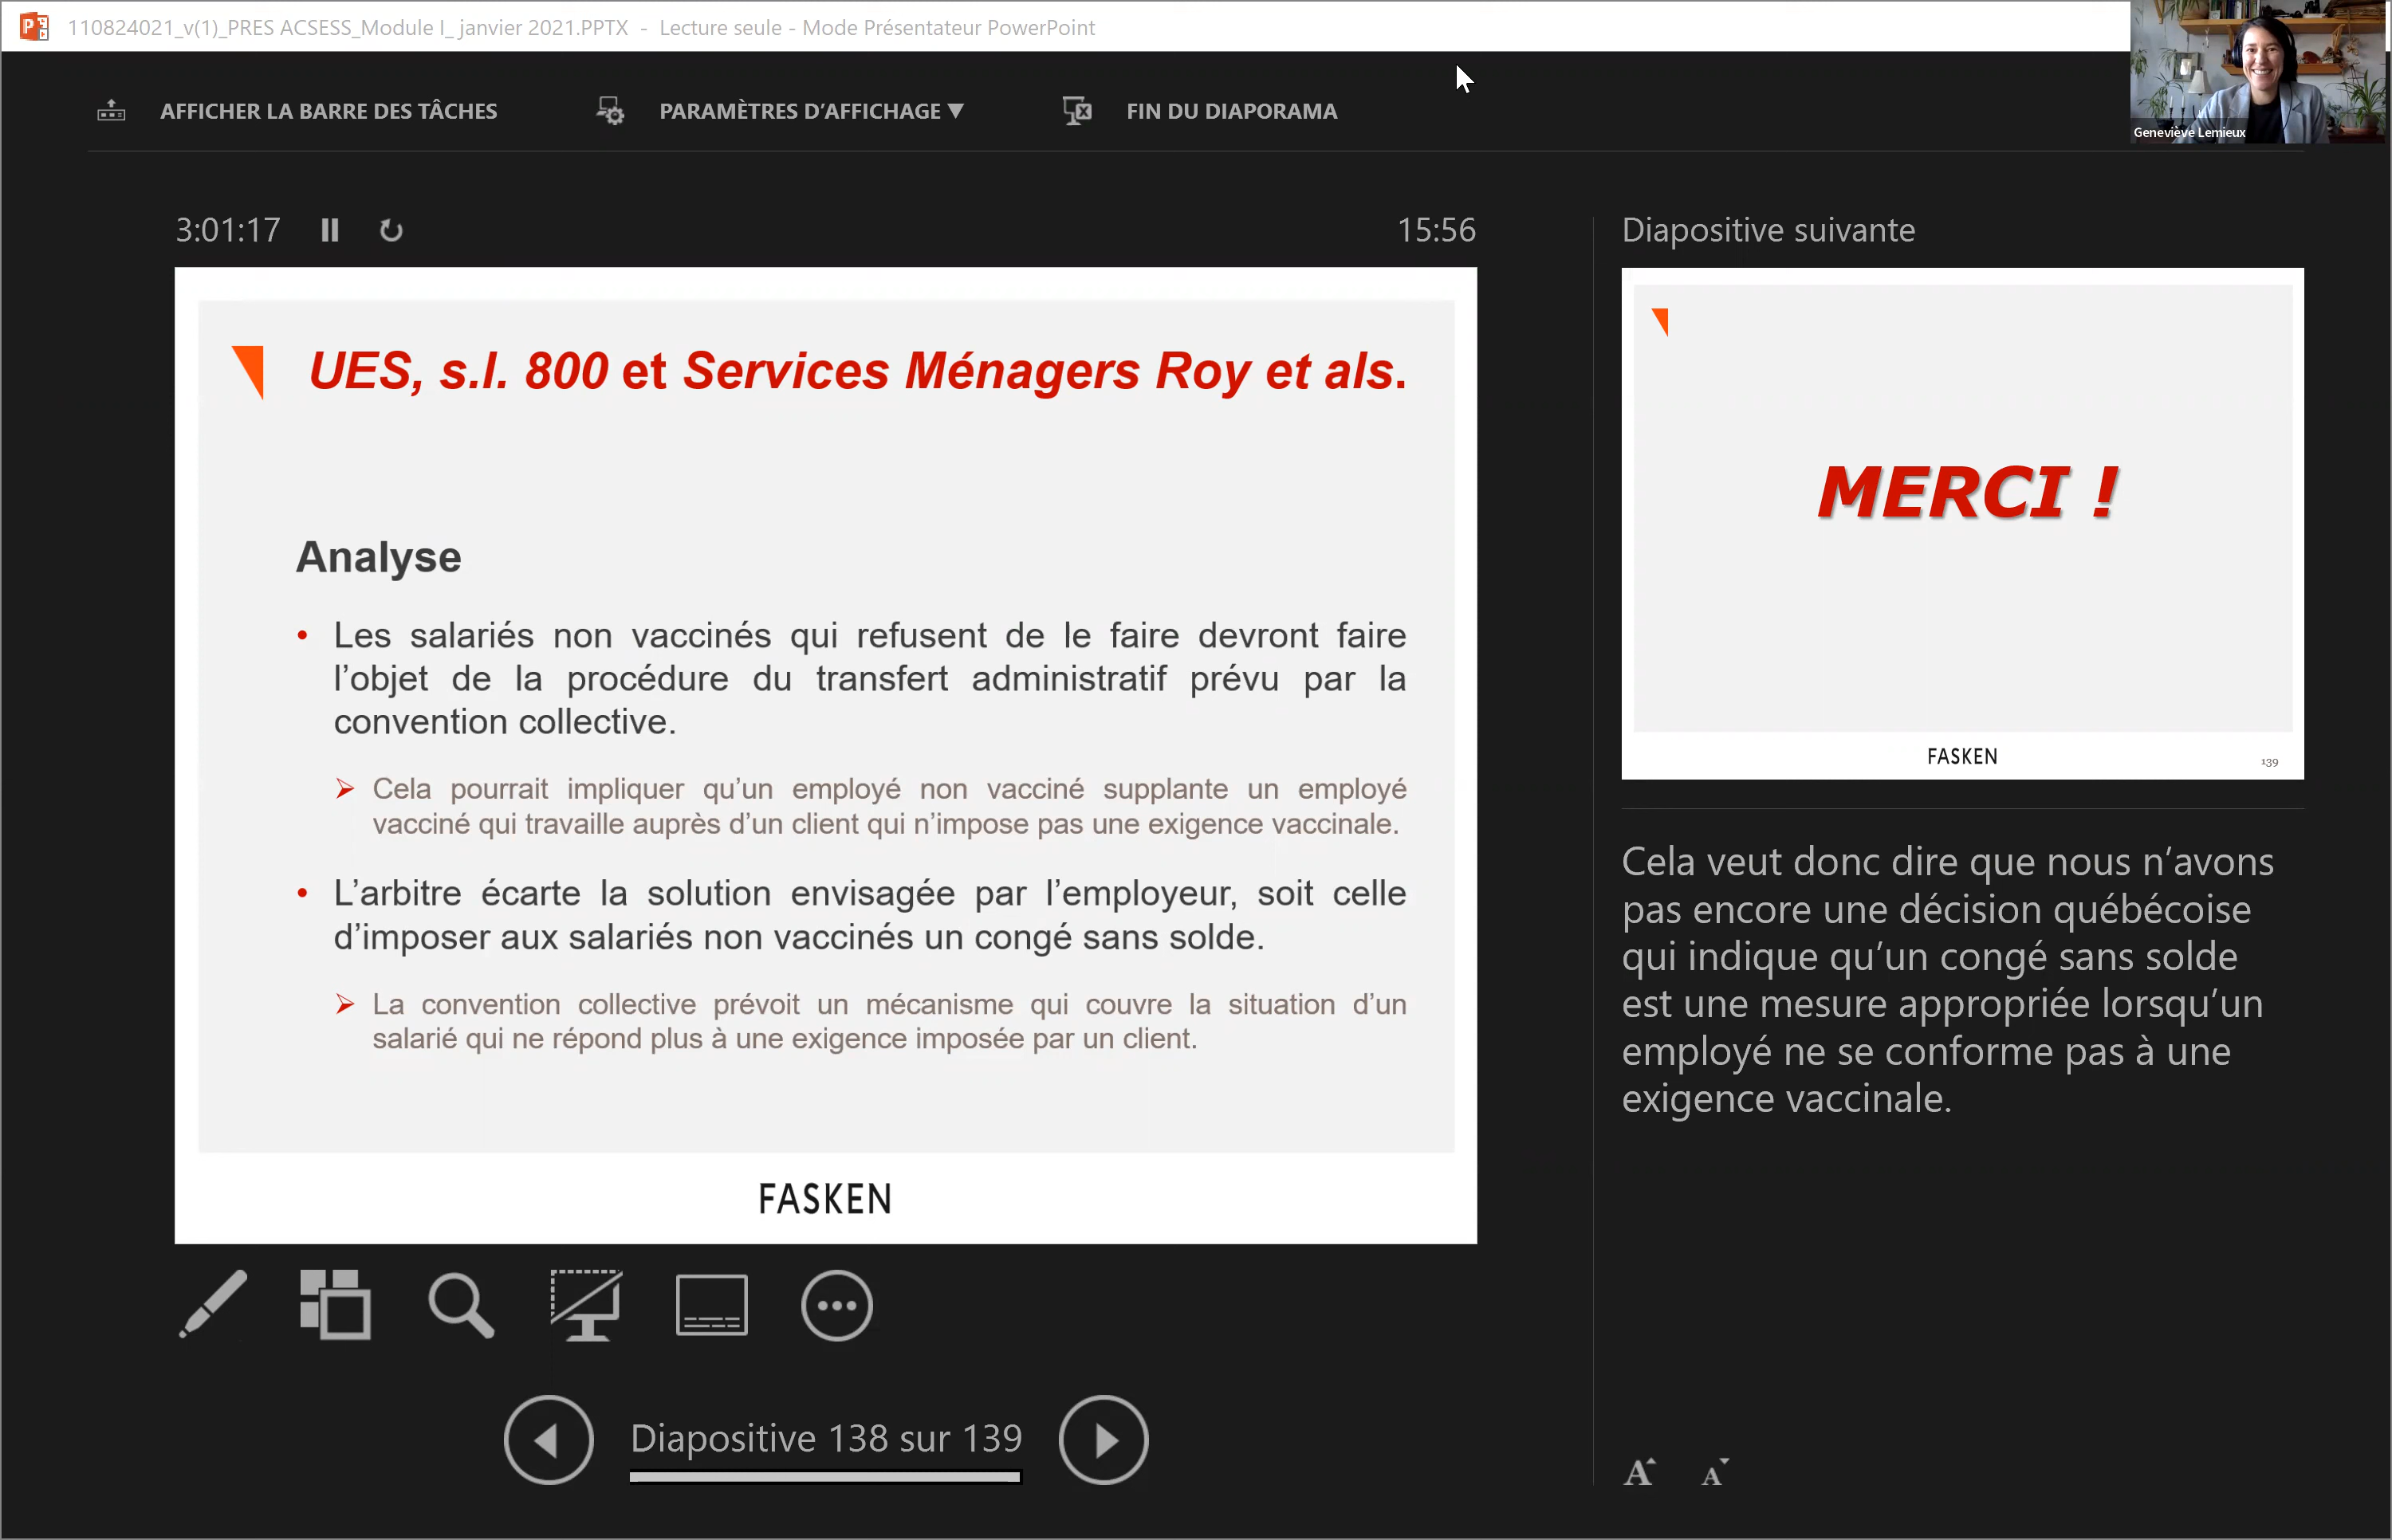 110824021_v(1)_PRES ACSESS_Module I_ janvier 2021.PPTX - Lecture seule - Mode Présentateur PowerPoint
Geneviève Lemieux
AFFICHER LA BARRE DES TÂCHES
PARAMÈTRES D'AFFICHAGE ▼
FIN DU DIAPORAMA
3:01:17
15:56
UES, s.l. 800 et Services Ménagers Roy et als.
Analyse
• Les salariés non vaccinés qui refusent de le faire devront faire
l'objet de la procédure du transfert administratif prévu par la
convention collective.
➢ Cela pourrait impliquer qu'un employé non vacciné supplante un employé
vacciné qui travaille auprès d'un client qui n'impose pas une exigence vaccinale.
• L'arbitre écarte la solution envisagée par l'employeur, soit celle
d'imposer aux salariés non vaccinés un congé sans solde.
➢ La convention collective prévoit un mécanisme qui couvre la situation d'un
salarié qui ne répond plus à une exigence imposée par un client.
FASKEN
Diapositive 138 sur 139
Diapositive suivante
MERCI !
FASKEN
139
Cela veut donc dire que nous n'avons
pas encore une décision québécoise
qui indique qu'un congé sans solde
est une mesure appropriée lorsqu'un
employé ne se conforme pas à une
exigence vaccinale.
A A